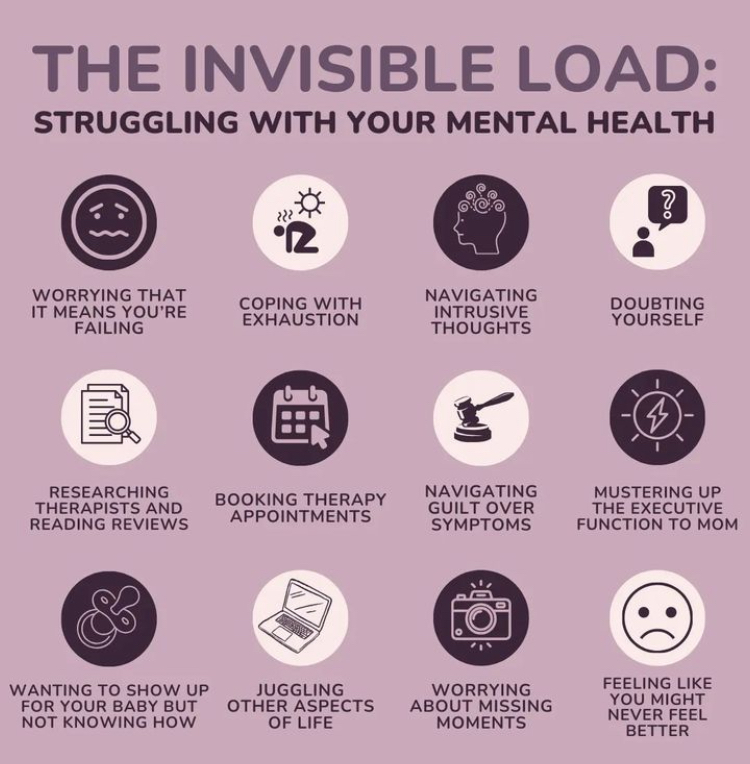 THE INVISIBLE LOAD:
STRUGGLING WITH YOUR MENTAL HEALTH
WORRYING THAT
IT MEANS YOU'RE
FAILING
COPING WITH
EXHAUSTION
NAVIGATING
INTRUSIVE
THOUGHTS
?
DOUBTING
YOURSELF
RESEARCHING
THERAPISTS AND
READING REVIEWS
BOOKING THERAPY
APPOINTMENTS
NAVIGATING
GUILT OVER
SYMPTOMS
MUSTERING UP
THE EXECUTIVE
FUNCTION TO MOM
WANTING TO SHOW UP
FOR YOUR BABY BUT
NOT KNOWING HOW
JUGGLING
OTHER ASPECTS
OF LIFE
WORRYING
ABOUT MISSING
MOMENTS
FEELING LIKE
YOU MIGHT
NEVER FEEL
BETTER